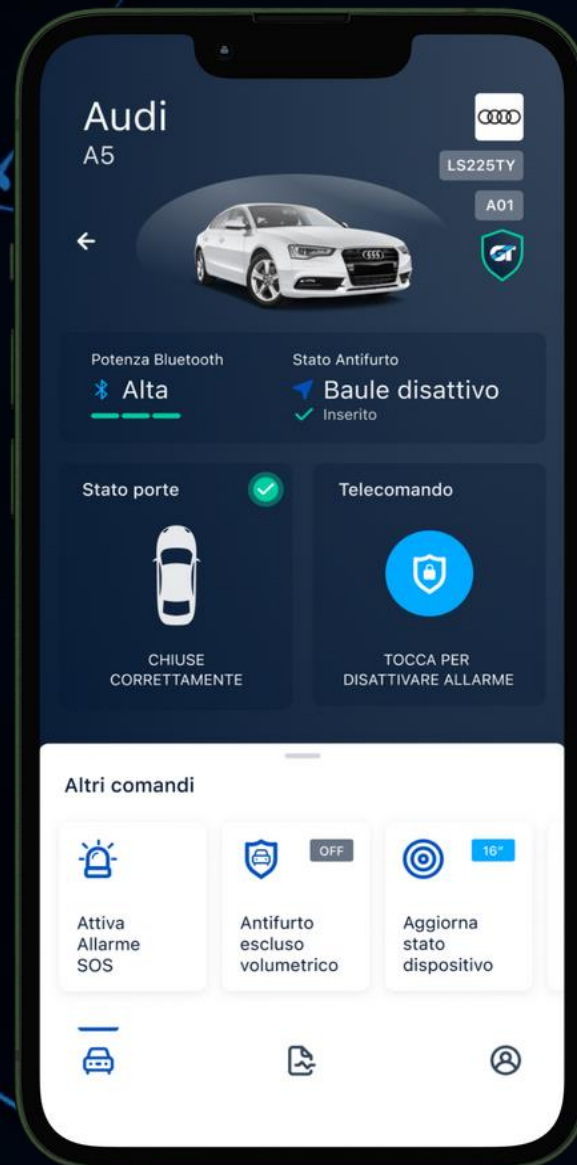 Audi
A5
LS225TY
A01
GT
Potenza Bluetooth
Alta
Stato Antifurto
Baule disattivo
Inserito
Stato porte
CHIUSE
CORRETTAMENTE
Telecomando
TOCCA PER
DISATTIVARE ALLARME
Altri comandi
Attiva
Allarme
SOS
OFF
Antifurto
escluso
volumetrico
16"
Aggiorna
stato
dispositivo